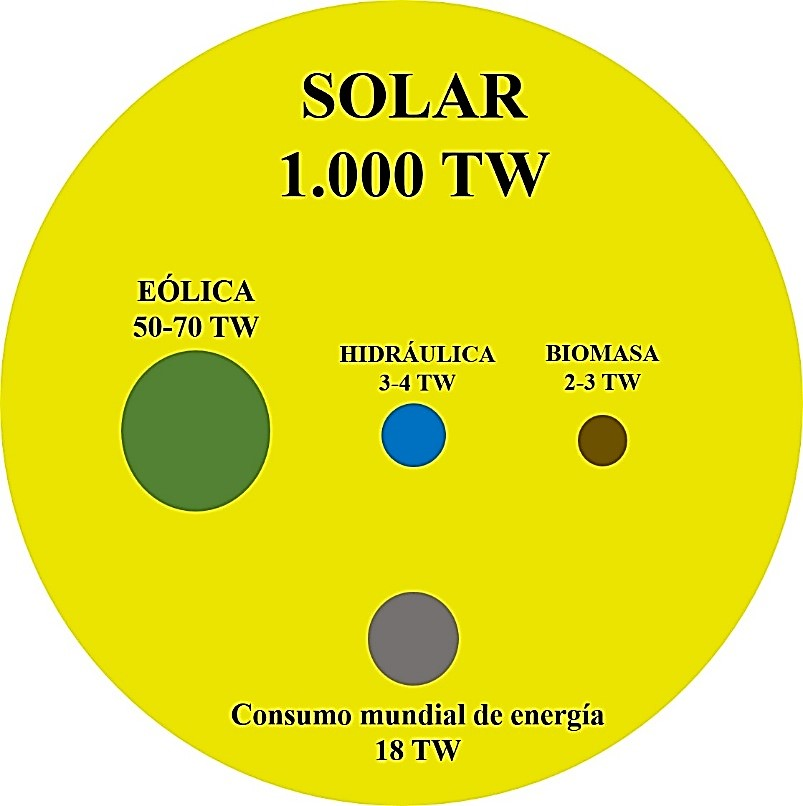 SOLAR
1.000 TW
EÓLICA
50-70 TW
HIDRÁULICA
3-4 TW
BIOMASA
2-3 TW
Consumo mundial de energía
18 TW